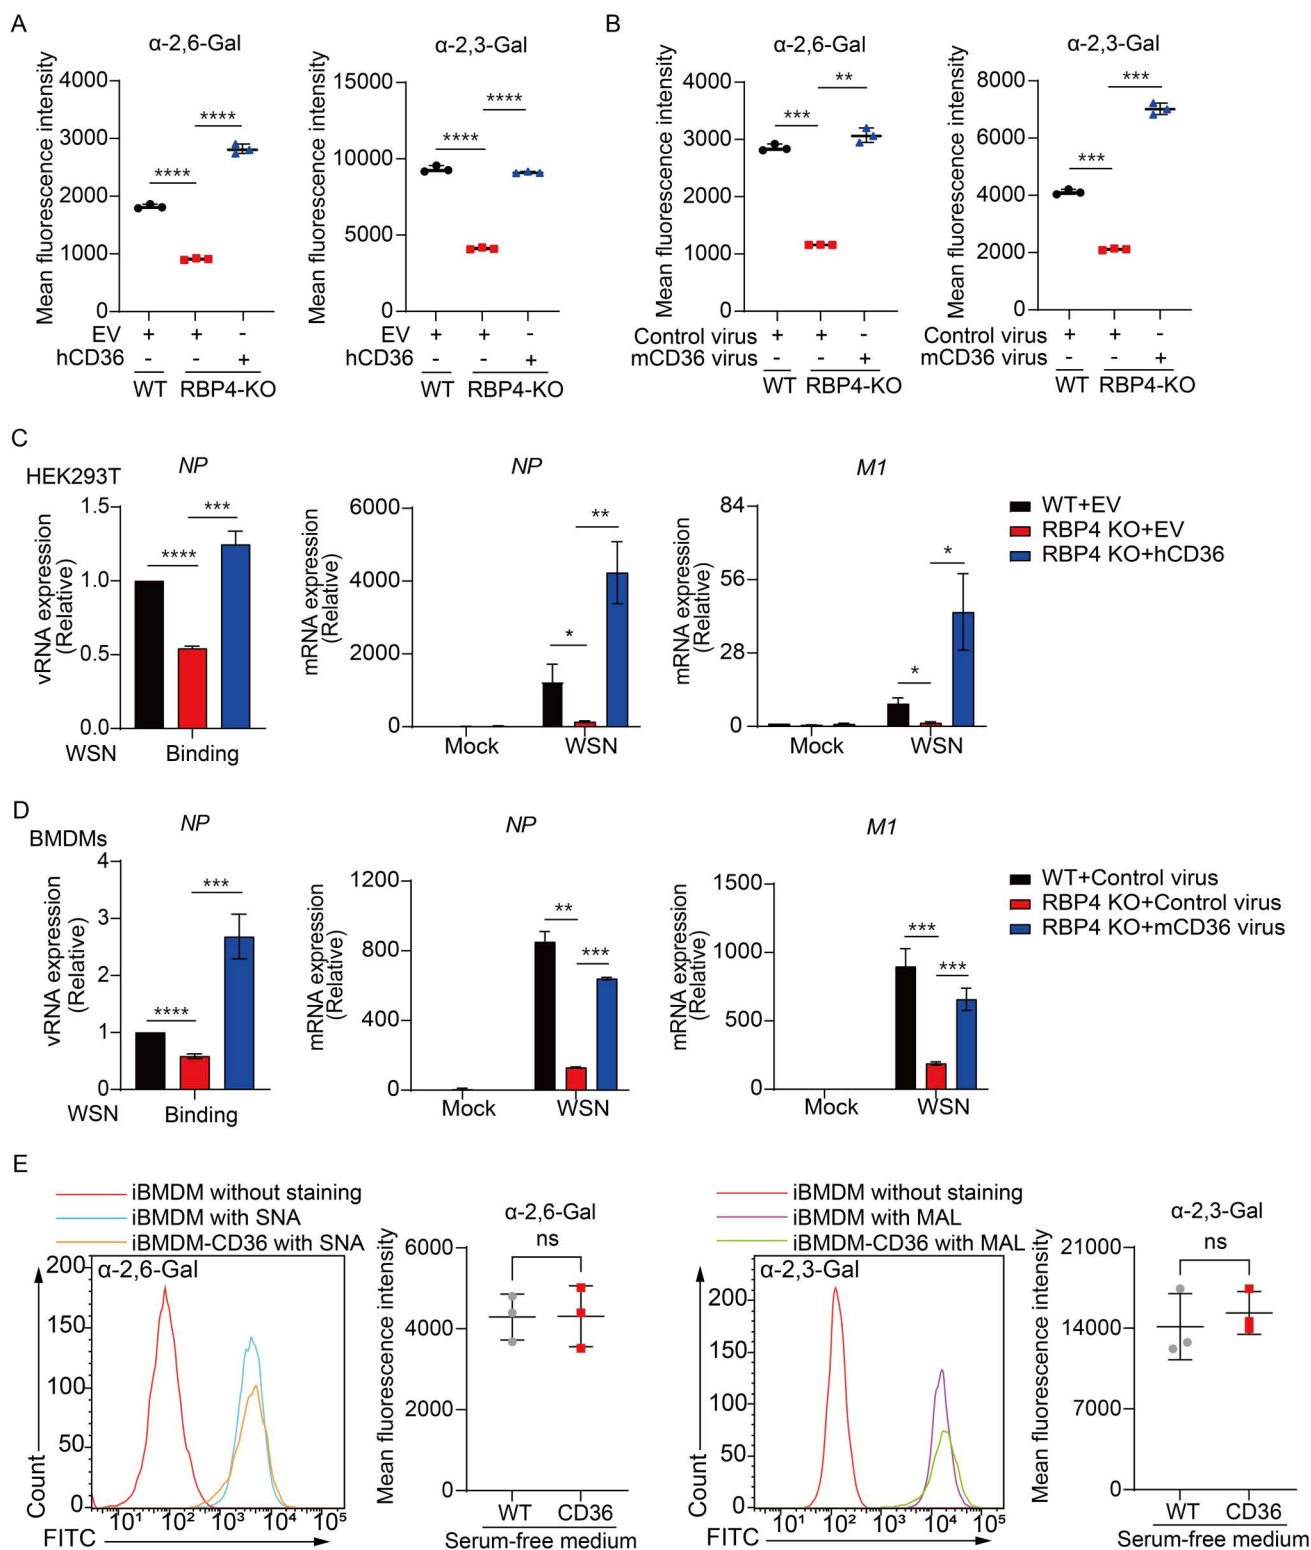 A
α-2,6-Gal
Mean fluorescence intensity
4000
3000
2000
1000
0
****
****
EV + + -
hCD36 - - +
WT RBP4-KO
α-2,3-Gal
Mean fluorescence intensity
15000
10000
5000
0
****
****
EV + + -
hCD36 - - +
WT RBP4-KO
B
α-2,6-Gal
Mean fluorescence intensity
4000
3000
2000
1000
0
***
**
Control virus + + -
mCD36 virus - - +
WT RBP4-KO
α-2,3-Gal
Mean fluorescence intensity
8000
6000
4000
2000
0
***
***
Control virus + + -
mCD36 virus - - +
WT RBP4-KO
C
HEK293T
NP
vRNA expression
(Relative)
1.5
1.0
0.5
0.0
****
***
WSN Binding
NP
mRNA expression
(Relative)
6000
4000
2000
0
*
**
Mock WSN
M1
mRNA expression
(Relative)
84
56
28
0
*
*
Mock WSN
WT+EV
RBP4 KO+EV
RBP4 KO+hCD36
D
BMDMs
NP
vRNA expression
(Relative)
4
3
2
1
0
****
***
WSN Binding
NP
mRNA expression
(Relative)
1200
800
400
0
**
***
Mock WSN
M1
mRNA expression
(Relative)
1500
1000
500
0
***
***
Mock WSN
WT+Control virus
RBP4 KO+Control virus
RBP4 KO+mCD36 virus
E
iBMDM without staining
iBMDM with SNA
iBMDM-CD36 with SNA
α-2,6-Gal
Count
200
150
100
50
0
10¹ 10² 10³ 10⁴ 10⁵
FITC
α-2,6-Gal
Mean fluorescence intensity
6000
4000
2000
0
ns
WT CD36
Serum-free medium
iBMDM without staining
iBMDM with MAL
iBMDM-CD36 with MAL
α-2,3-Gal
Count
200
150
100
50
0
10¹ 10² 10³ 10⁴ 10⁵
FITC
α-2,3-Gal
Mean fluorescence intensity
21000
14000
7000
0
ns
WT CD36
Serum-free medium